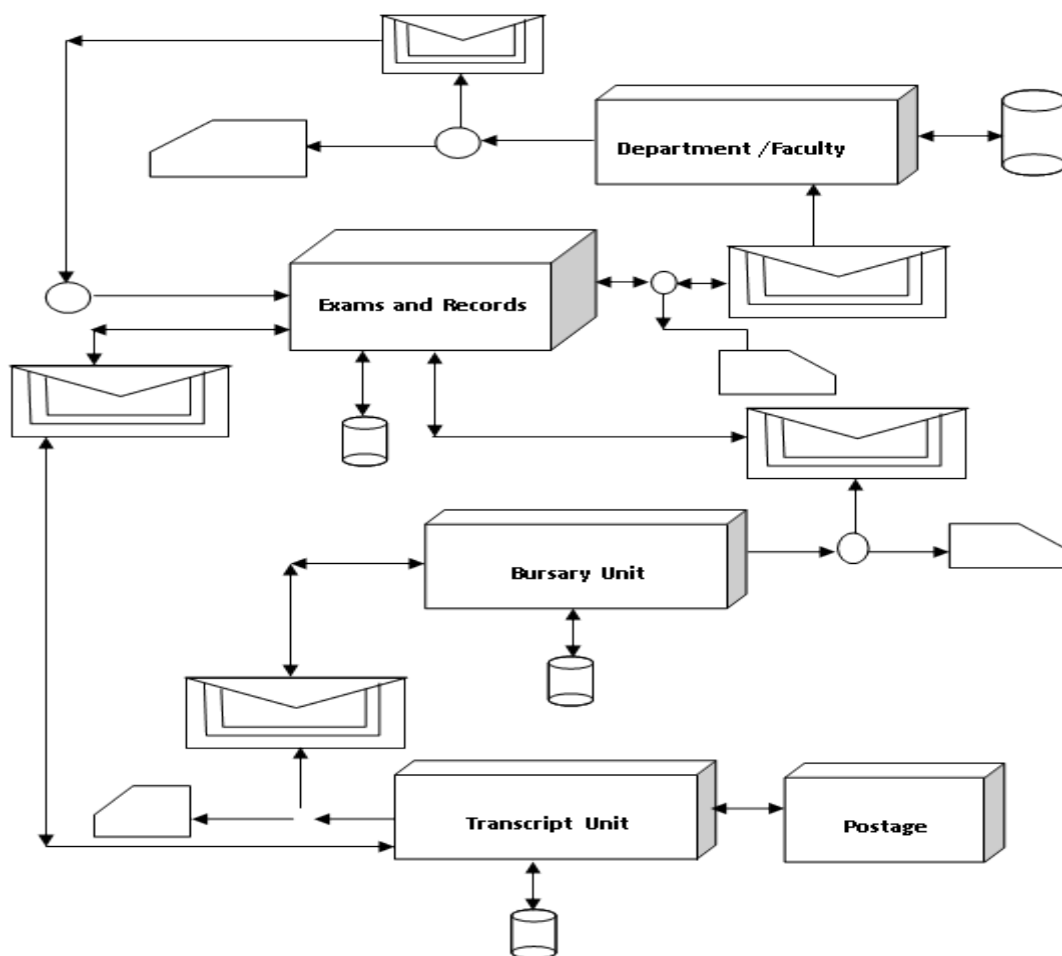 Department /Faculty
Exams and Records
Bursary Unit
Transcript Unit
Postage